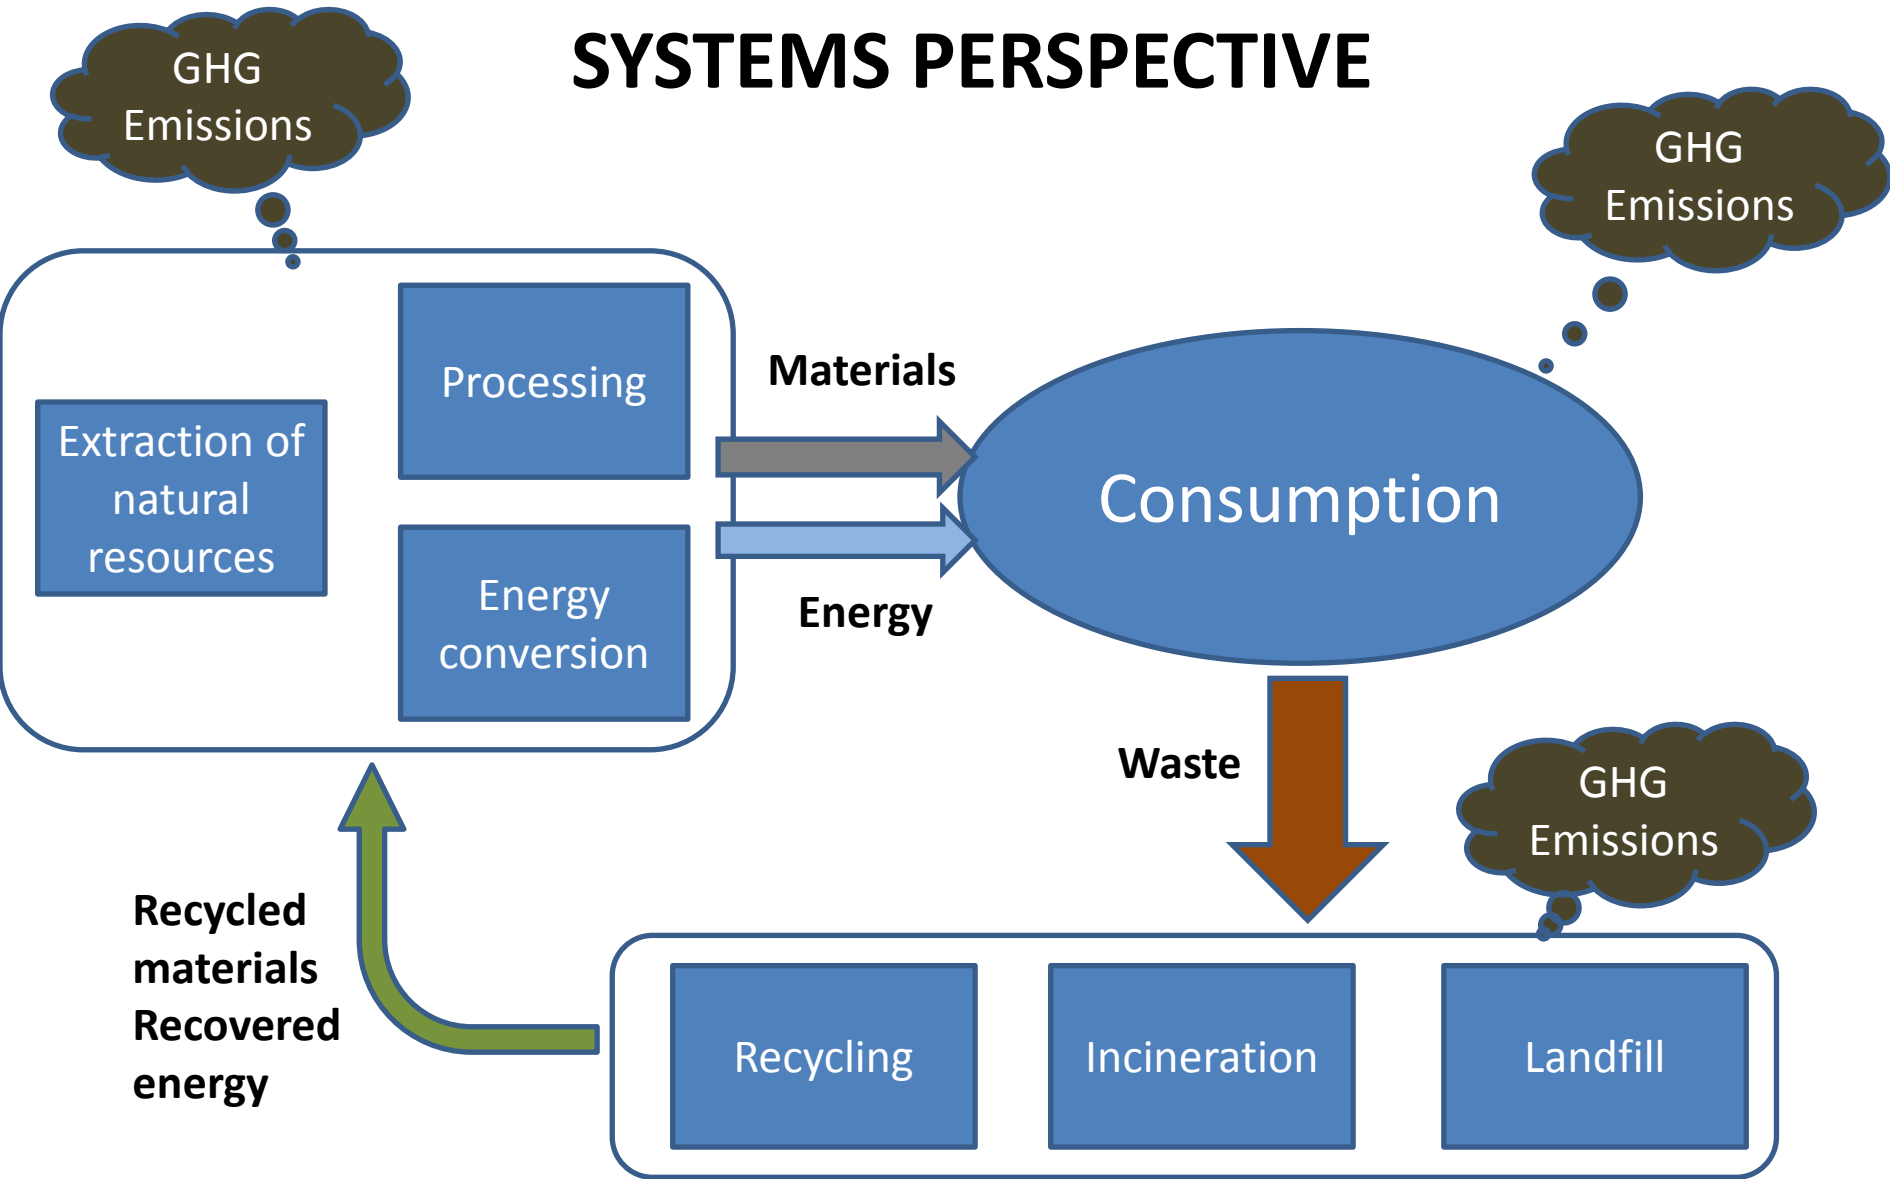 SYSTEMS PERSPECTIVE
GHG
Emissions
GHG
Emissions
Processing
Extraction of
natural
resources
Energy
conversion
Materials
Energy
Consumption
Waste
GHG
Emissions
Recycled
materials
Recovered
energy
Recycling
Incineration
Landfill